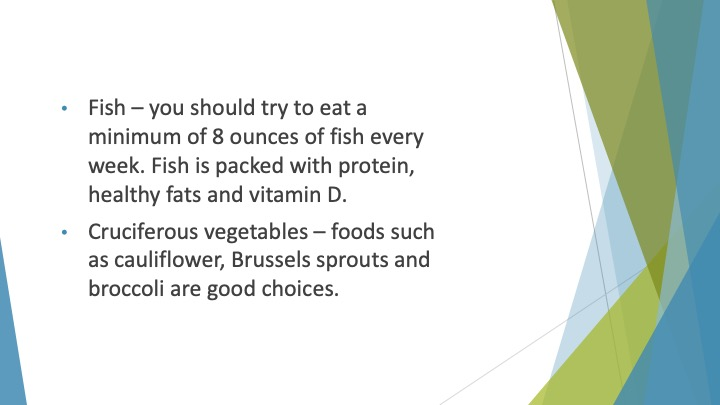 • Fish – you should try to eat a
minimum of 8 ounces of fish every
week. Fish is packed with protein,
healthy fats and vitamin D.
• Cruciferous vegetables – foods such
as cauliflower, Brussels sprouts and
broccoli are good choices.